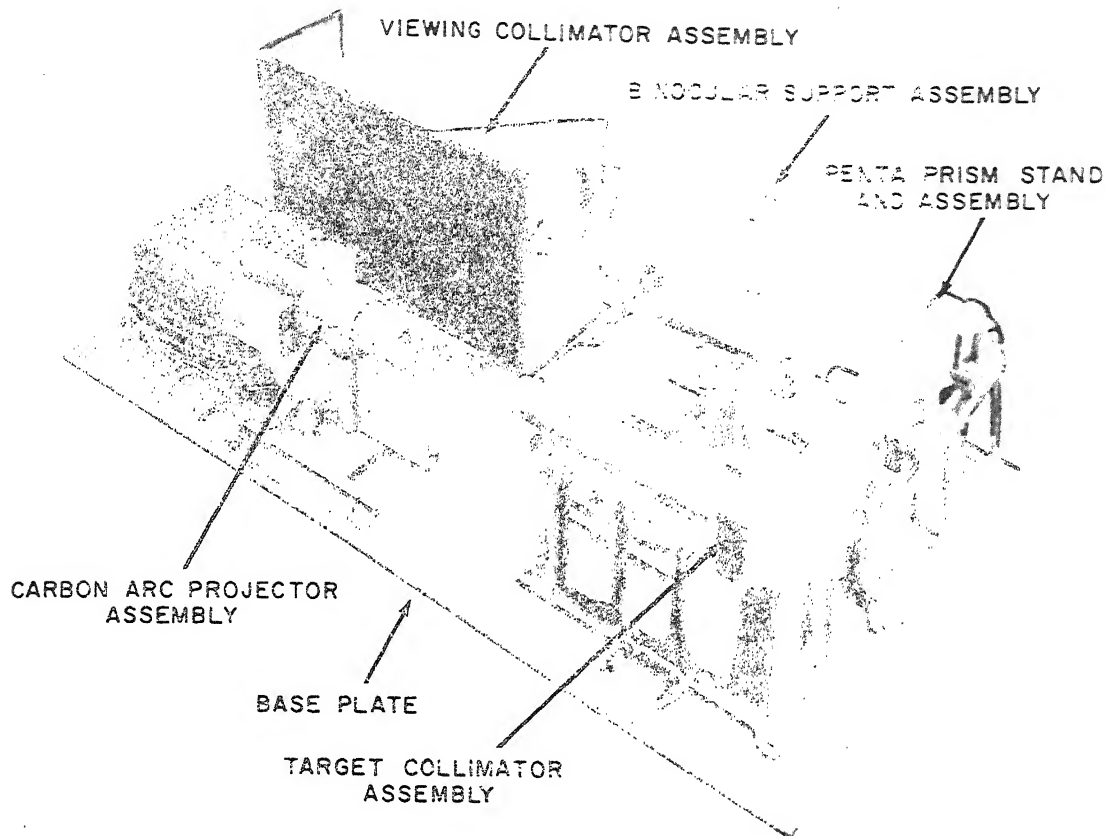 VIEWING COLLIMATOR ASSEMBLY
BINOCULAR SUPPORT ASSEMBLY
PENTA PRISM STAND
AND ASSEMBLY
CARBON ARC PROJECTOR
ASSEMBLY
BASE PLATE
TARGET COLLIMATOR
ASSEMBLY